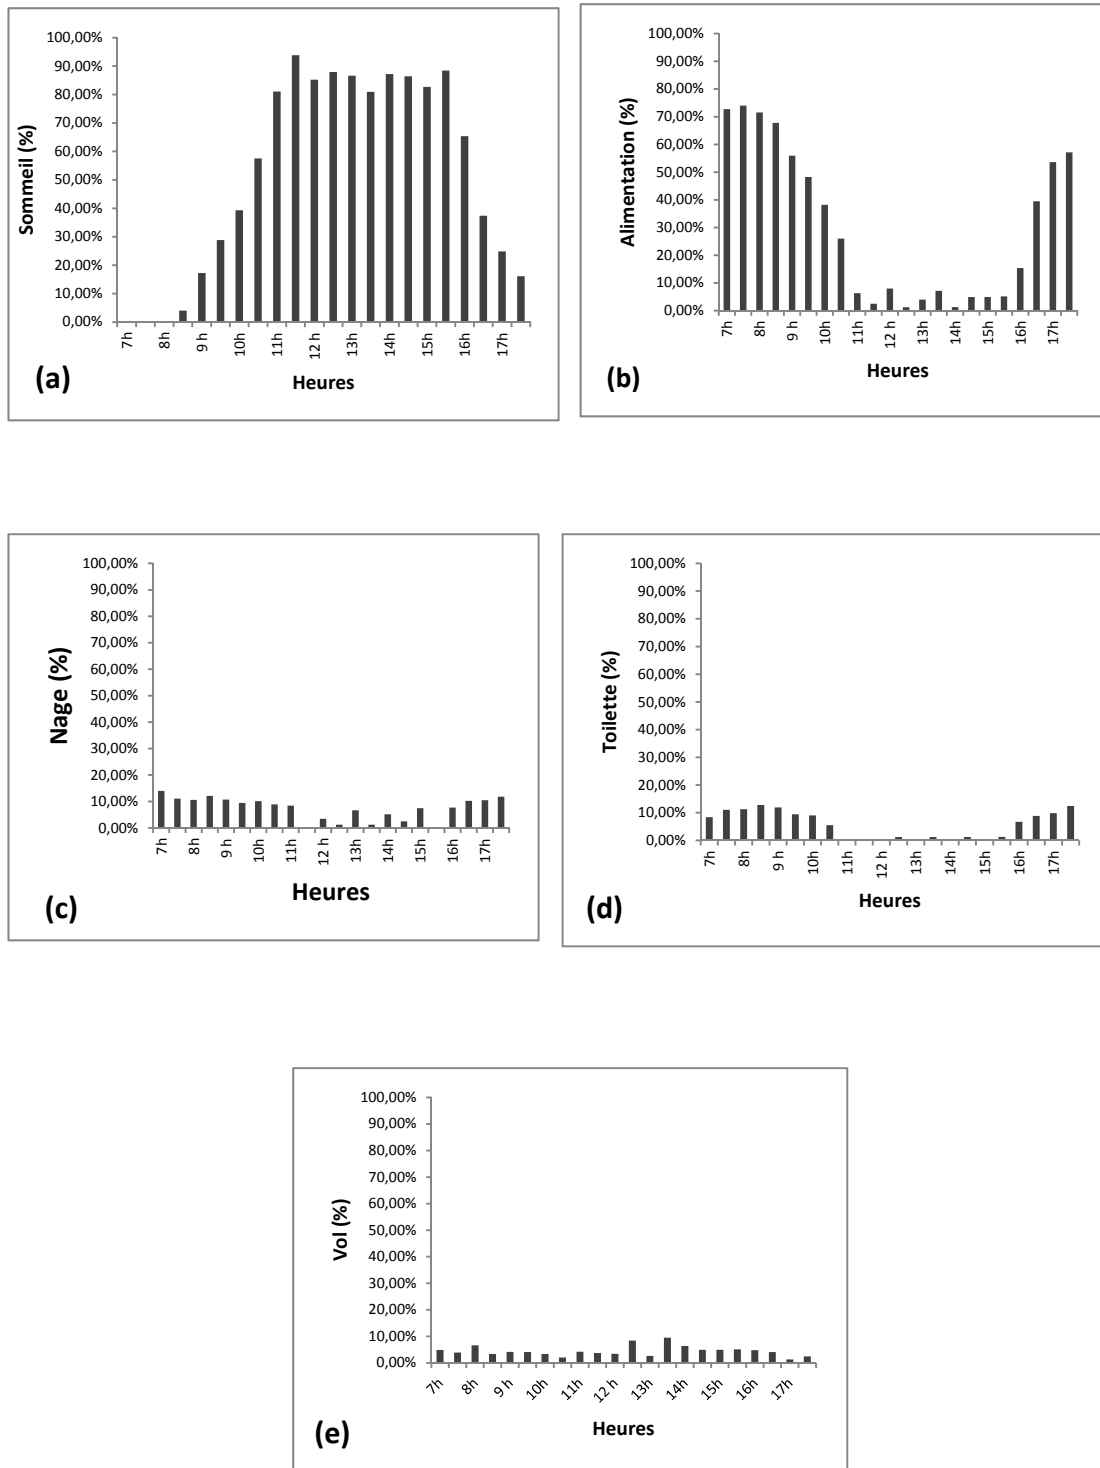 100,00%
90,00%
80,00%
70,00%
60,00%
50,00%
40,00%
30,00%
20,00%
10,00%
0,00%
Sommeil (%)
7h 8h 9 h 10h 11h 12 h 13h 14h 15h 16h 17h
Heures
(a)
100,00%
90,00%
80,00%
70,00%
60,00%
50,00%
40,00%
30,00%
20,00%
10,00%
0,00%
Alimentation (%)
7h 8h 9 h 10h 11h 12 h 13h 14h 15h 16h 17h
Heures
(b)
100,00%
90,00%
80,00%
70,00%
60,00%
50,00%
40,00%
30,00%
20,00%
10,00%
0,00%
Nage (%)
7h 8h 9 h 10h 11h 12 h 13h 14h 15h 16h 17h
Heures
(c)
100,00%
90,00%
80,00%
70,00%
60,00%
50,00%
40,00%
30,00%
20,00%
10,00%
0,00%
Toilette (%)
7h 8h 9 h 10h 11h 12 h 13h 14h 15h 16h 17h
Heures
(d)
100,00%
90,00%
80,00%
70,00%
60,00%
50,00%
40,00%
30,00%
20,00%
10,00%
0,00%
Vol (%)
7h 8h 9 h 10h 11h 12 h 13h 14h 15h 16h 17h
Heures
(e)